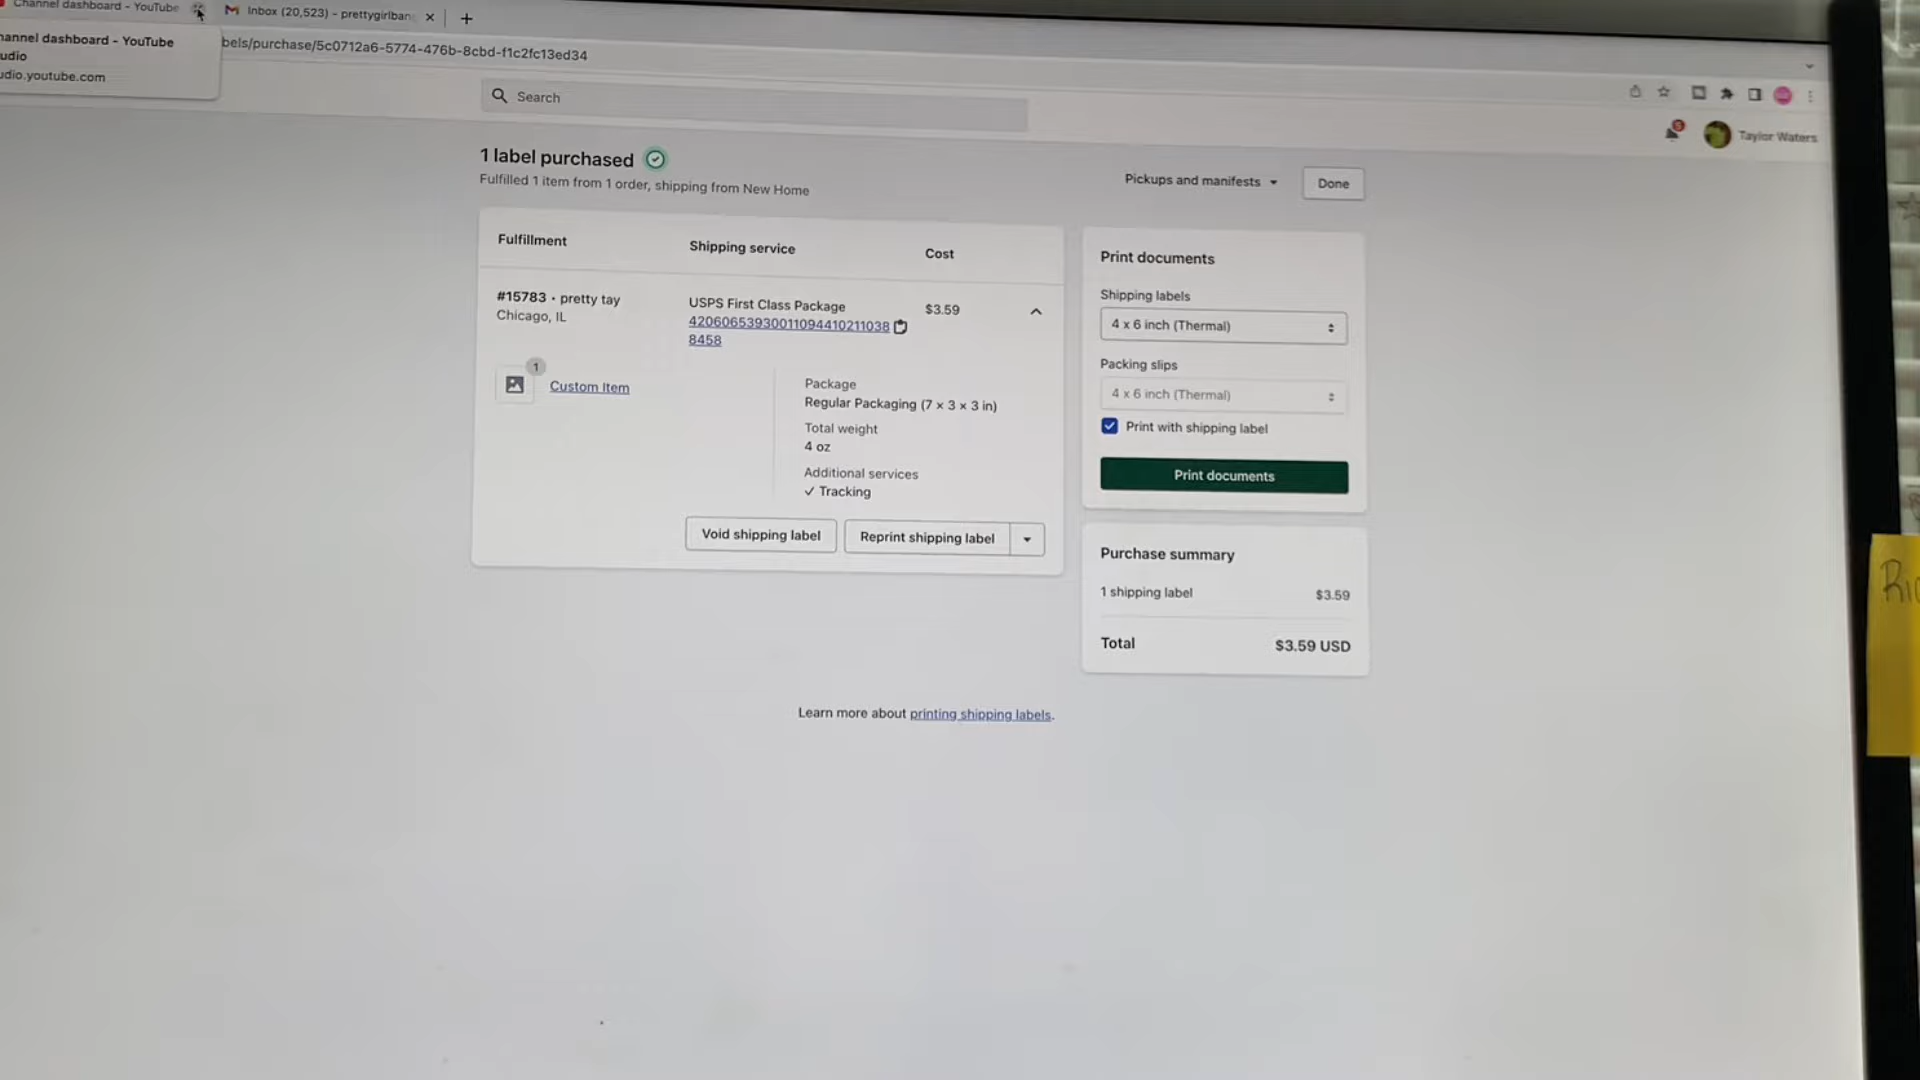 Channel dashboard - YouTube
Inbox (20,523) - prettygirlban
hannel dashboard - YouTube
udio
udio.youtube.com
bels/purchase/5c0712a6-5774-476b-8cbd-f1c2fc13ed34
Search
Taylor Waters
1 label purchased
Fulfilled 1 item from 1 order, shipping from New Home
Pickups and manifests
Done
Fulfillment
Shipping service
Cost
#15783 • pretty tay
Chicago, IL
USPS First Class Package
42060653930011094410211038
8458
$3.59
1
Custom Item
Package
Regular Packaging (7 × 3 × 3 in)
Total weight
4 oz
Additional services
✓ Tracking
Void shipping label
Reprint shipping label
Print documents
Shipping labels
4 x 6 inch (Thermal)
Packing slips
4 x 6 inch (Thermal)
Print with shipping label
Print documents
Purchase summary
1 shipping label
$3.59
Total
$3.59 USD
Learn more about printing shipping labels.